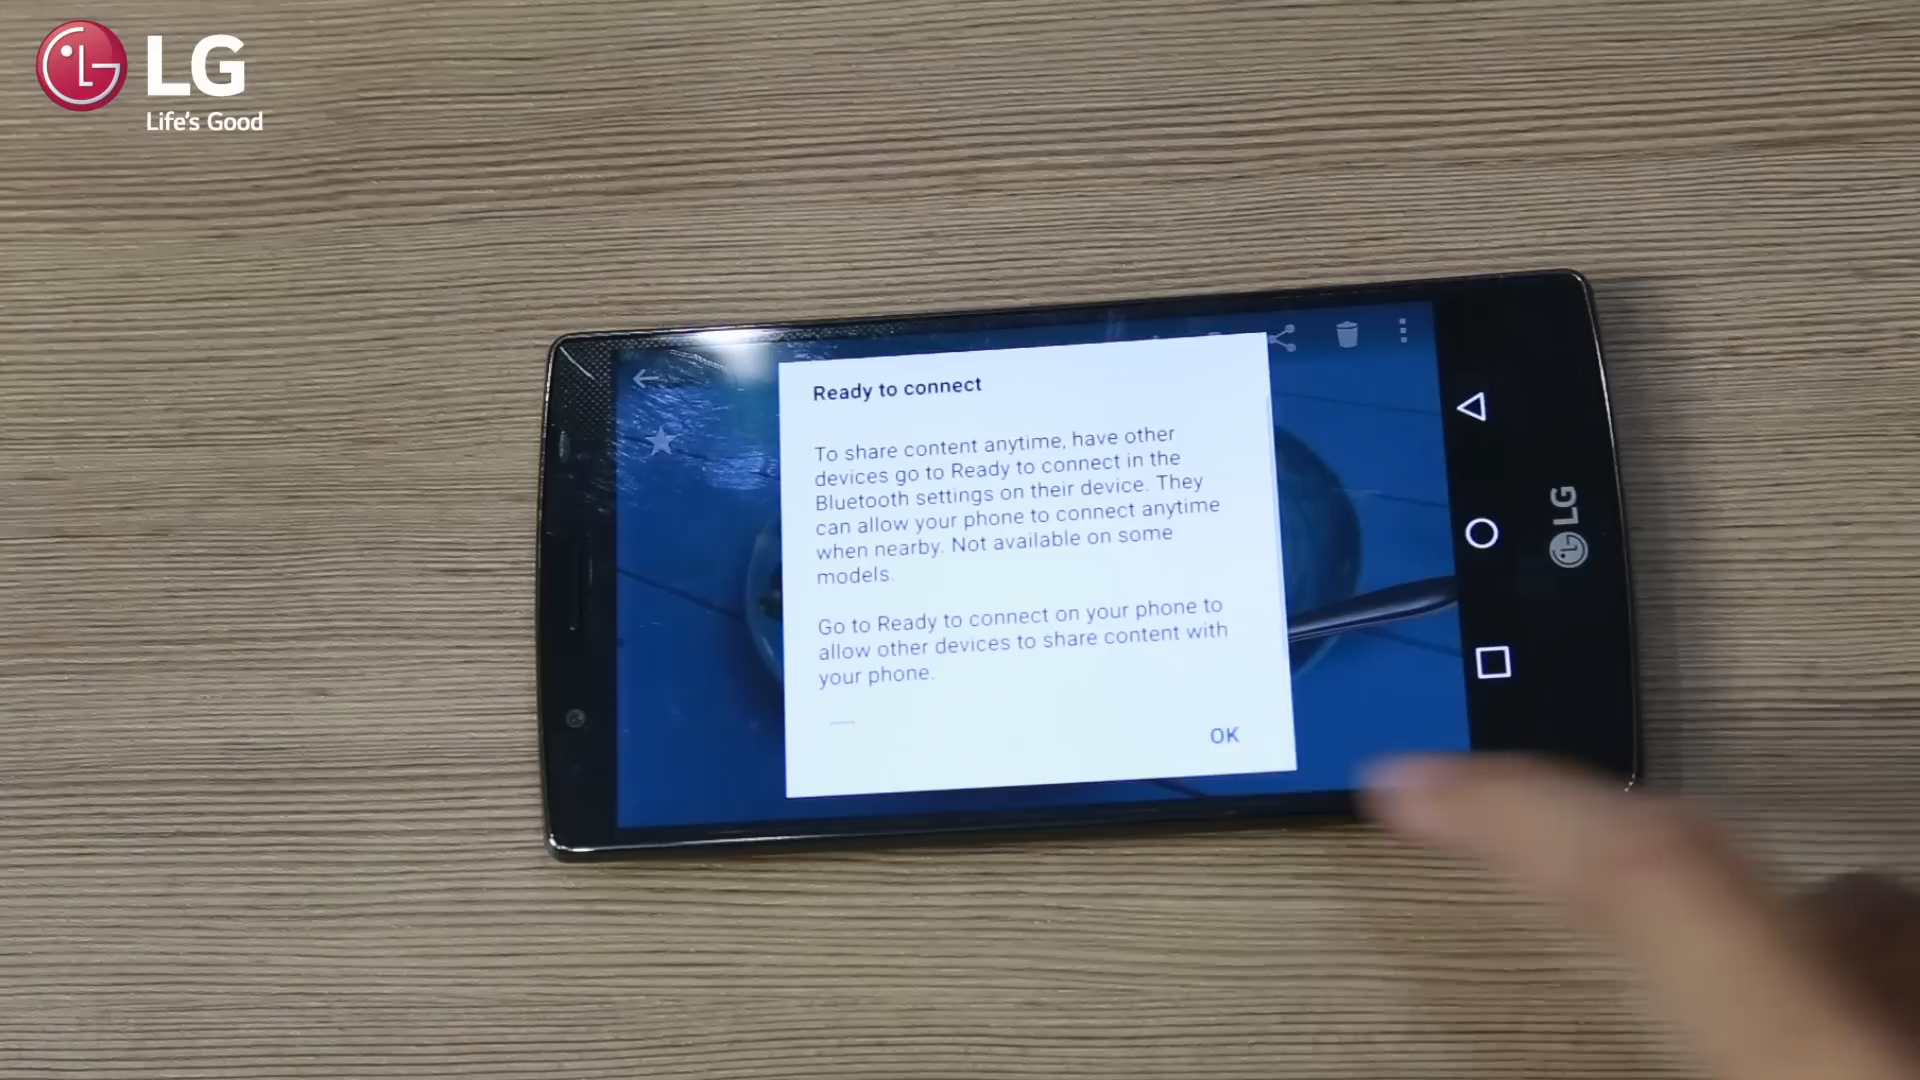 LG
Life's Good
Ready to connect
To share content anytime, have other
devices go to Ready to connect in the
Bluetooth settings on their device. They
can allow your phone to connect anytime
when nearby. Not available on some
models.
Go to Ready to connect on your phone to
allow other devices to share content with
your phone.
OK
LG